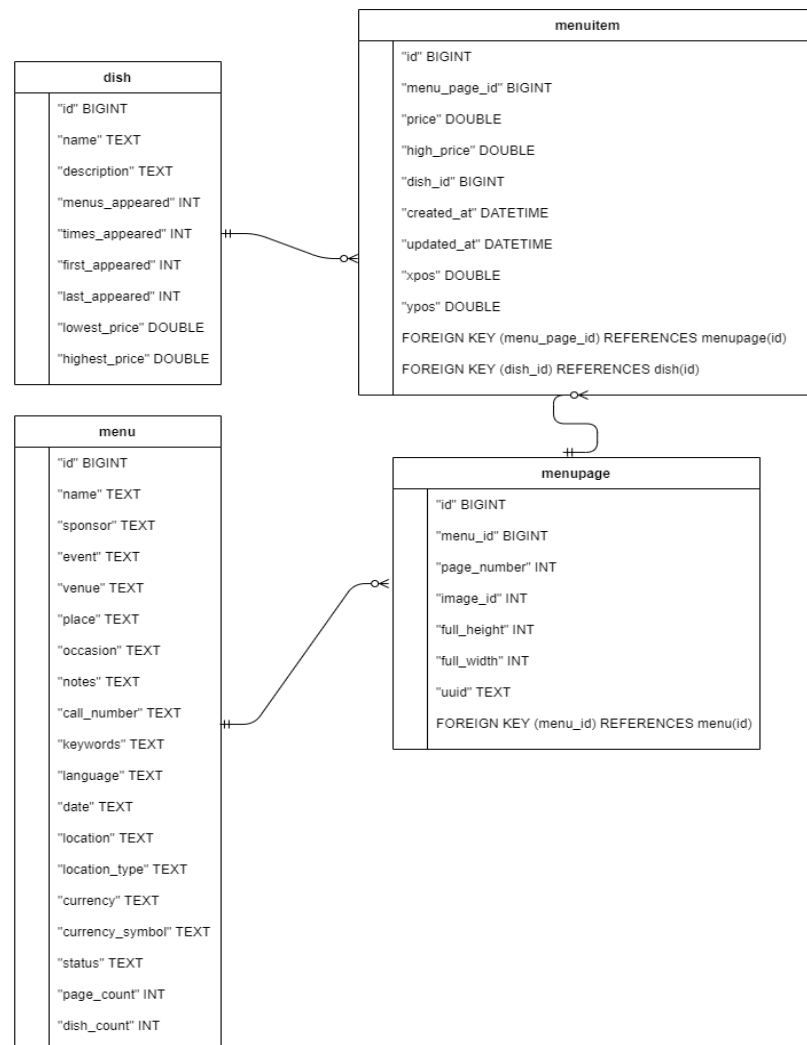 dish
"id" BIGINT
"name" TEXT
"description" TEXT
"menus_appeared" INT
"times_appeared" INT
"first_appeared" INT
"last_appeared" INT
"lowest_price" DOUBLE
"highest_price" DOUBLE
menuitem
"id" BIGINT
"menu_page_id" BIGINT
"price" DOUBLE
"high_price" DOUBLE
"dish_id" BIGINT
"created_at" DATETIME
"updated_at" DATETIME
"xpos" DOUBLE
"ypos" DOUBLE
FOREIGN KEY (menu_page_id) REFERENCES menupage(id)
FOREIGN KEY (dish_id) REFERENCES dish(id)
menu
"id" BIGINT
"name" TEXT
"sponsor" TEXT
"event" TEXT
"venue" TEXT
"place" TEXT
"occasion" TEXT
"notes" TEXT
"call_number" TEXT
"keywords" TEXT
"language" TEXT
"date" TEXT
"location" TEXT
"location_type" TEXT
"currency" TEXT
"currency_symbol" TEXT
"status" TEXT
"page_count" INT
"dish_count" INT
menupage
"id" BIGINT
"menu_id" BIGINT
"page_number" INT
"image_id" INT
"full_height" INT
"full_width" INT
"uuid" TEXT
FOREIGN KEY (menu_id) REFERENCES menu(id)